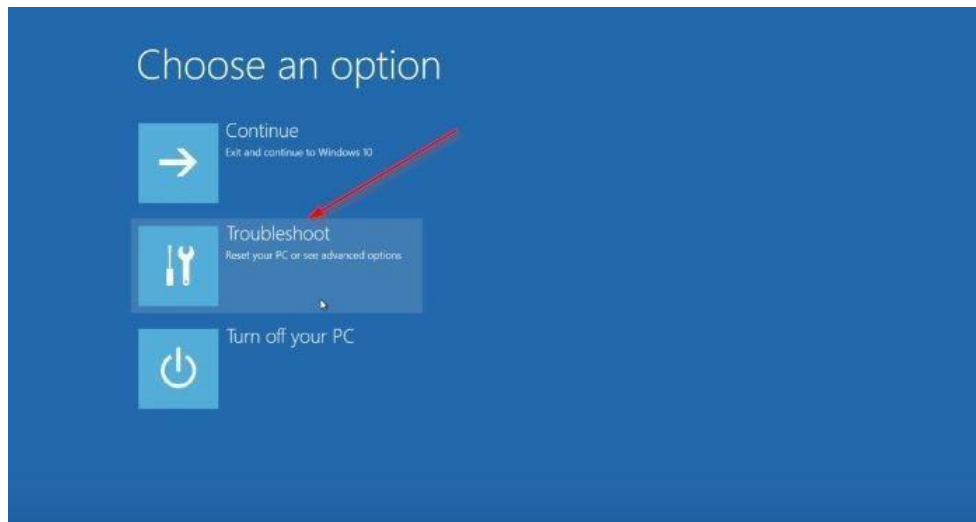 Choose an option
Continue
Exit and continue to Windows 10
Troubleshoot
Reset your PC or see advanced options
Turn off your PC